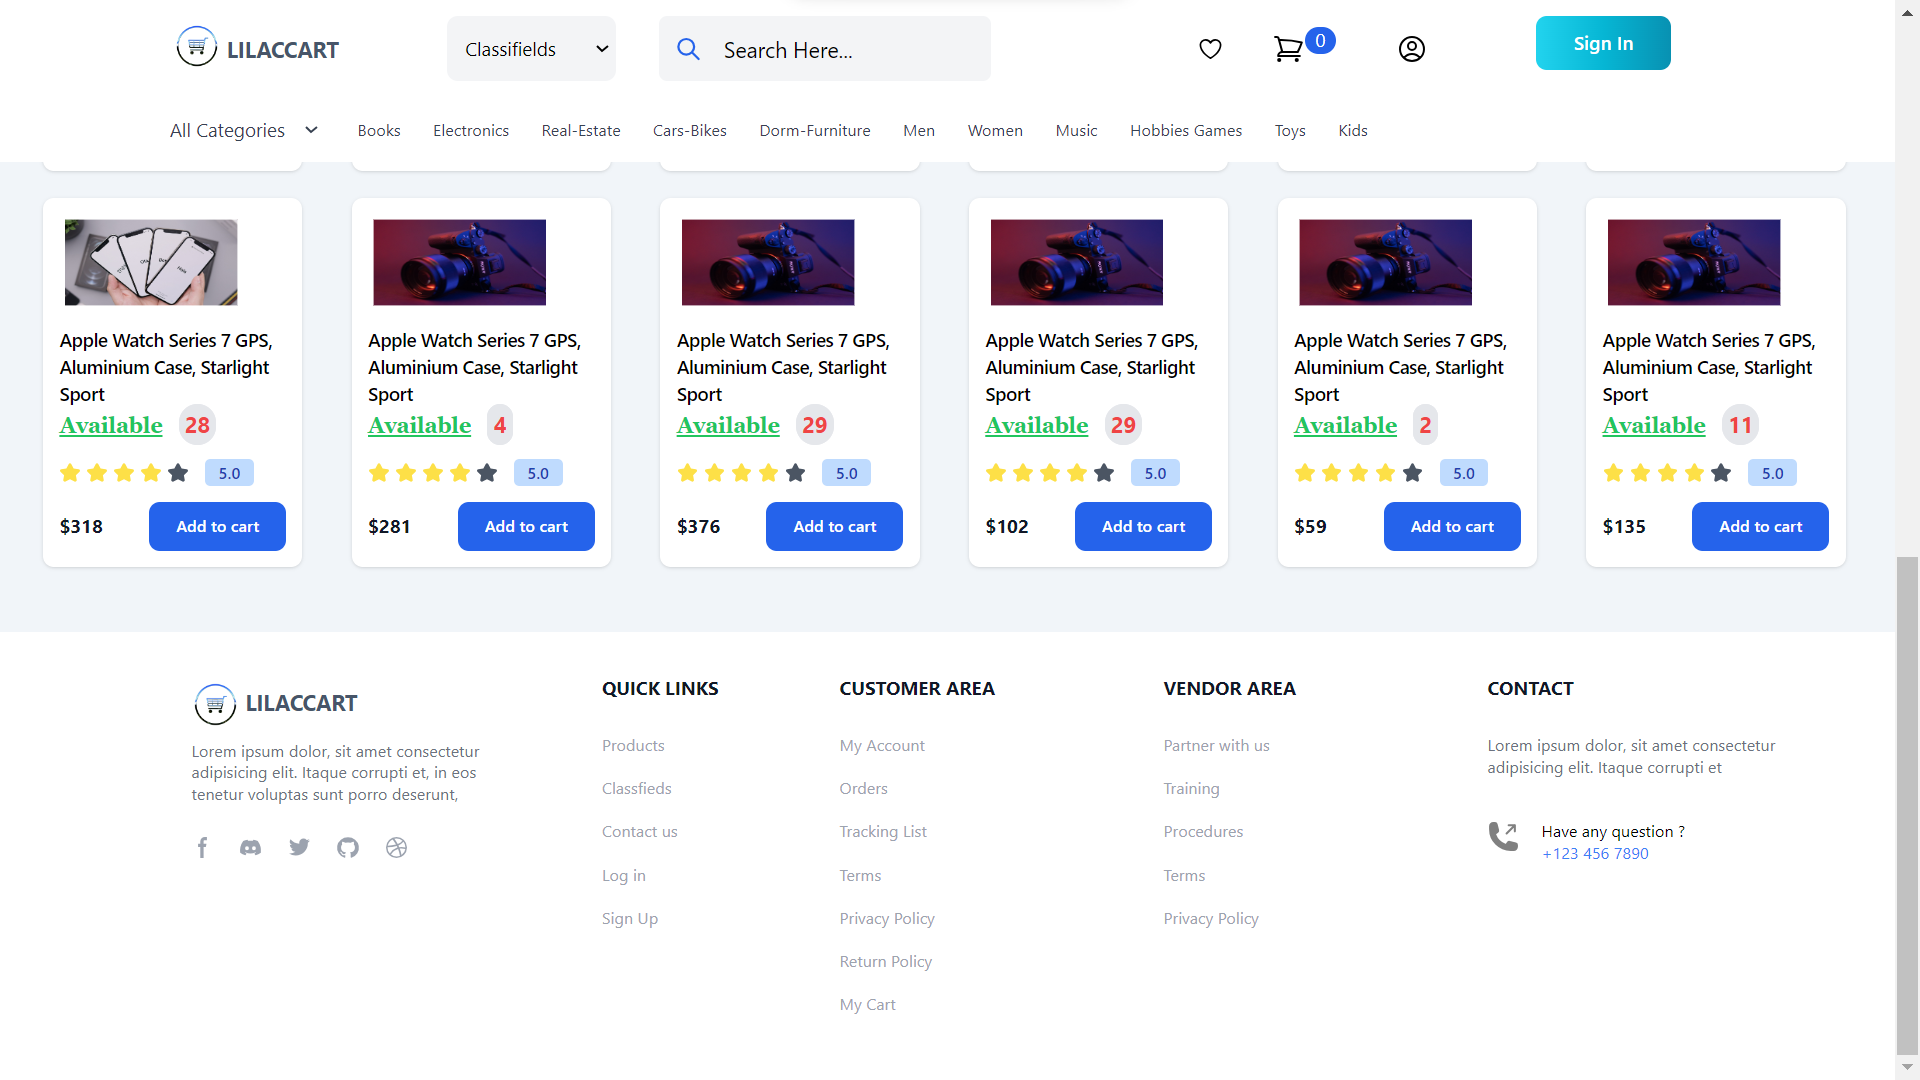 LILACCART
Classifields
Search Here...
0
Sign In
All Categories
Books
Electronics
Real-Estate
Cars-Bikes
Dorm-Furniture
Men
Women
Music
Hobbies Games
Toys
Kids
Apple Watch Series 7 GPS,
Aluminium Case, Starlight
Sport
Available 28
5.0
$318
Add to cart
Apple Watch Series 7 GPS,
Aluminium Case, Starlight
Sport
Available 4
5.0
$281
Add to cart
Apple Watch Series 7 GPS,
Aluminium Case, Starlight
Sport
Available 29
5.0
$376
Add to cart
Apple Watch Series 7 GPS,
Aluminium Case, Starlight
Sport
Available 29
5.0
$102
Add to cart
Apple Watch Series 7 GPS,
Aluminium Case, Starlight
Sport
Available 2
5.0
$59
Add to cart
Apple Watch Series 7 GPS,
Aluminium Case, Starlight
Sport
Available 11
5.0
$135
Add to cart
LILACCART
Lorem ipsum dolor, sit amet consectetur
adipisicing elit. Itaque corrupti et, in eos
tenetur voluptas sunt porro deserunt,
QUICK LINKS
Products
Classfieds
Contact us
Log in
Sign Up
CUSTOMER AREA
My Account
Orders
Tracking List
Terms
Privacy Policy
Return Policy
My Cart
VENDOR AREA
Partner with us
Training
Procedures
Terms
Privacy Policy
CONTACT
Lorem ipsum dolor, sit amet consectetur
adipisicing elit. Itaque corrupti et
Have any question ?
+123 456 7890